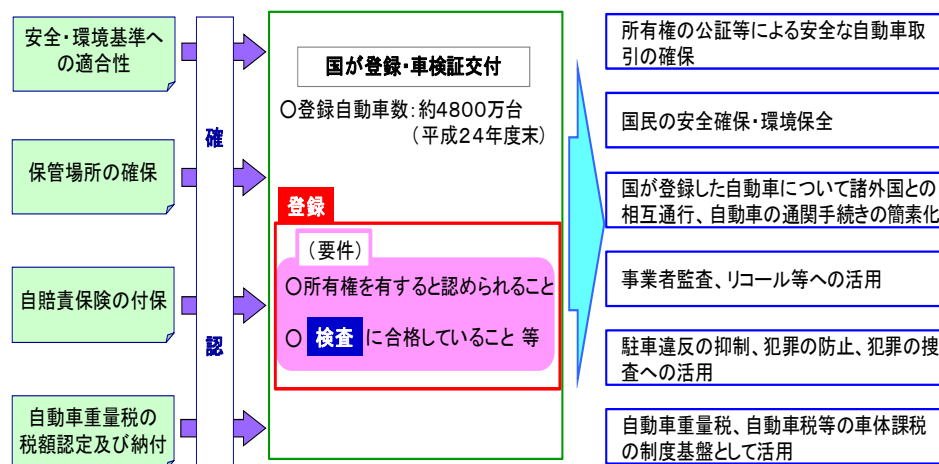 安全・環境基準へ
の適合性
保管場所の確保
自賠責保険の付保
自動車重量税の
税額認定及び納付
確
認
国が登録・車検証交付
○登録自動車数：約4800万台
（平成24年度末）
登録
（要件）
○所有権を有すると認められること
○ 検査 に合格していること 等
所有権の公証等による安全な自動車取
引の確保
国民の安全確保・環境保全
国が登録した自動車について諸外国との
相互通行、自動車の通関手続きの簡素化
事業者監査、リコール等への活用
駐車違反の抑制、犯罪の防止、犯罪の捜
査への活用
自動車重量税、自動車税等の車体課税
の制度基盤として活用